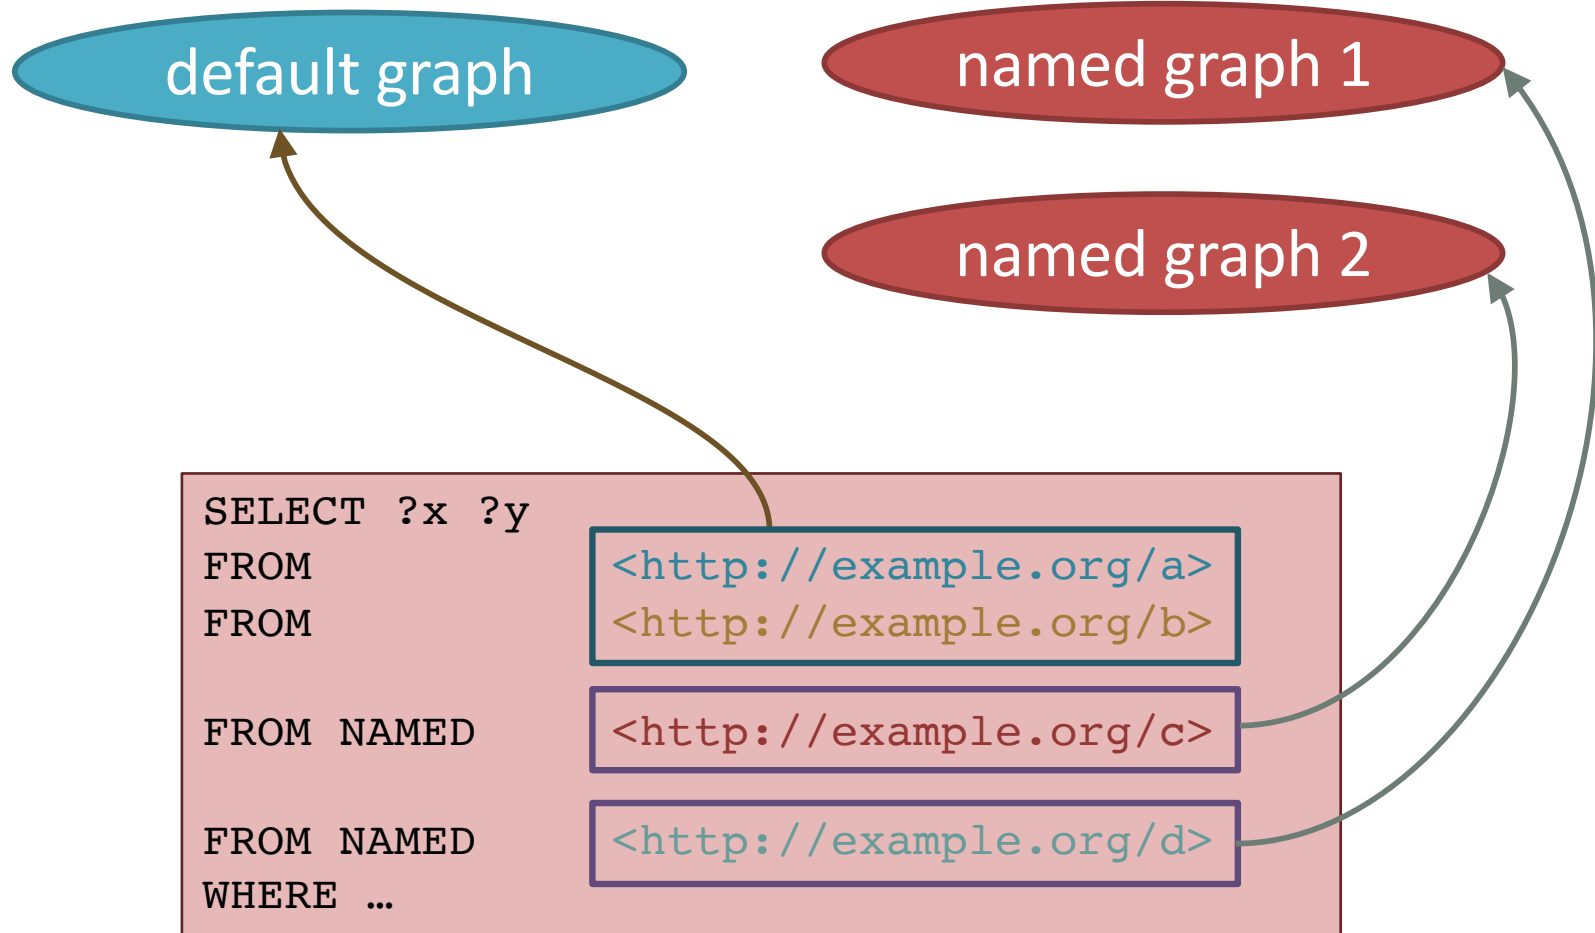 default graph
named graph 1
named graph 2
SELECT ?x ?y
FROM <http://example.org/a>
FROM <http://example.org/b>
FROM NAMED <http://example.org/c>
FROM NAMED <http://example.org/d>
WHERE …